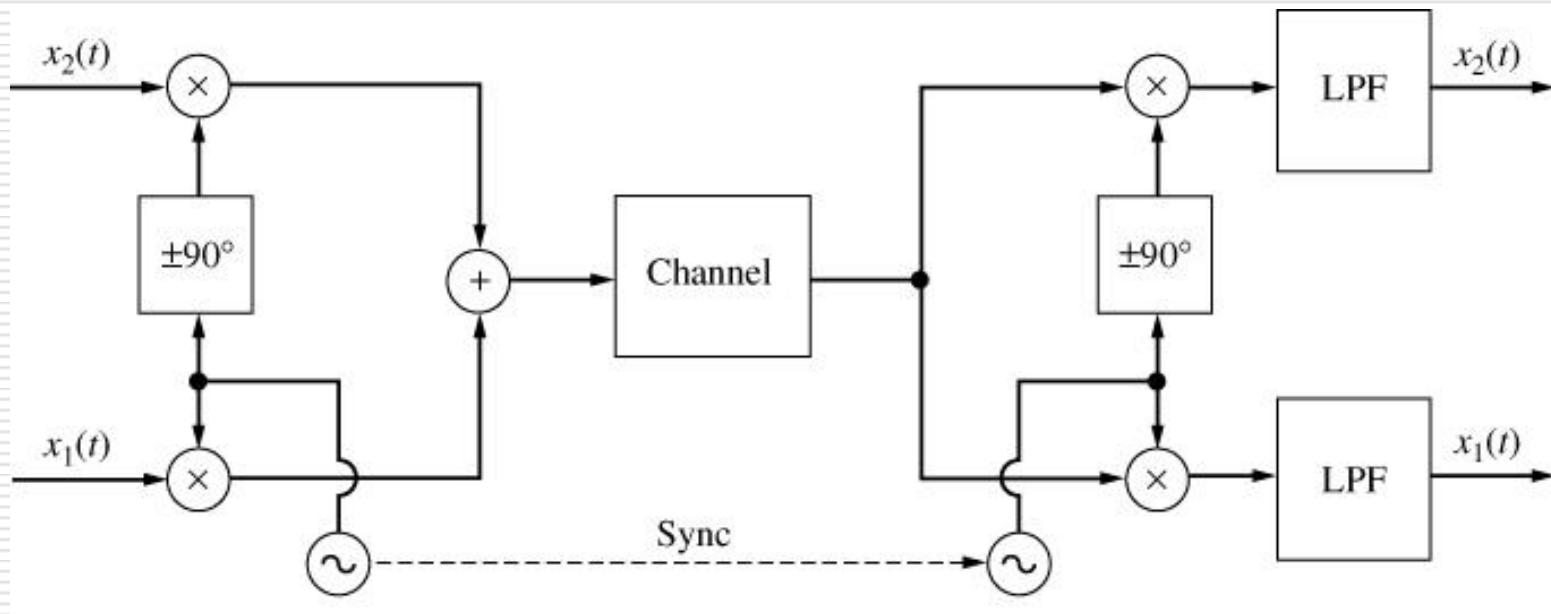 x₂(t)
×
×
LPF
x₂(t)
±90°
±90°
+
Channel
x₁(t)
×
×
LPF
x₁(t)
Sync